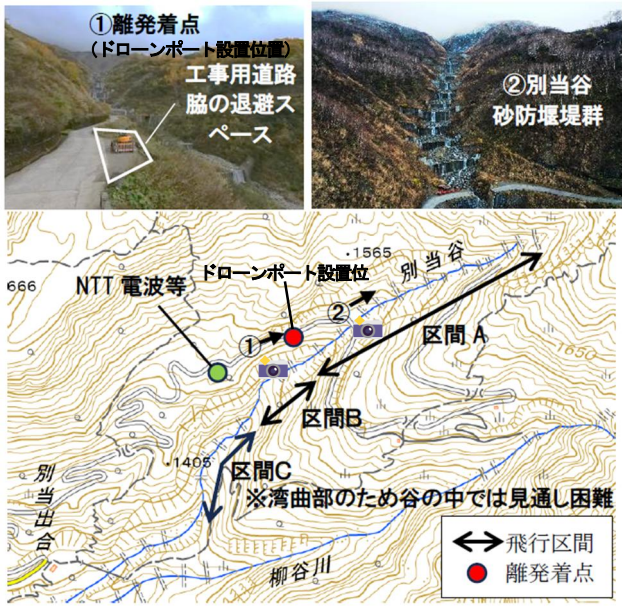 ①離発着点
（ドローンポート設置位置）
工事用道路
脇の退避ス
ペース
②別当谷
砂防堰堤群
・1565
別当谷
666
NTT 電波等
ドローンポート設置位
②
①
区間 A
1650
区間B
・1405
区間C
※湾曲部のため谷の中では見通し困難
別当出合
柳谷川
飛行区間
離発着点